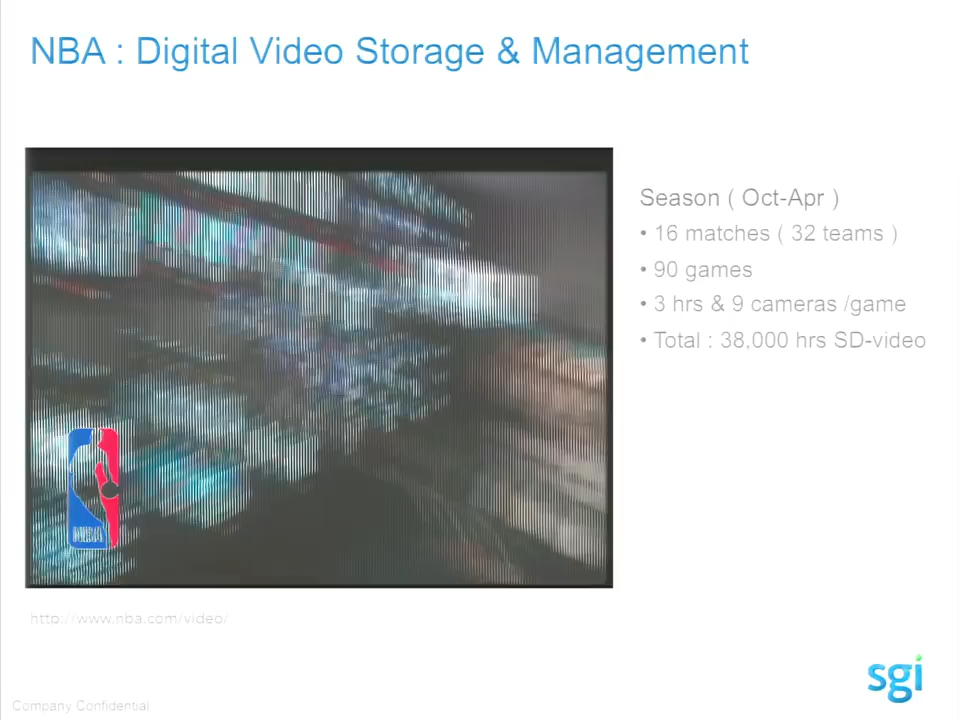 NBA : Digital Video Storage & Management
Season ( Oct-Apr )
• 16 matches ( 32 teams )
• 90 games
• 3 hrs & 9 cameras /game
• Total : 38,000 hrs SD-video
http://www.nba.com/video/
sgi
Company Confidential